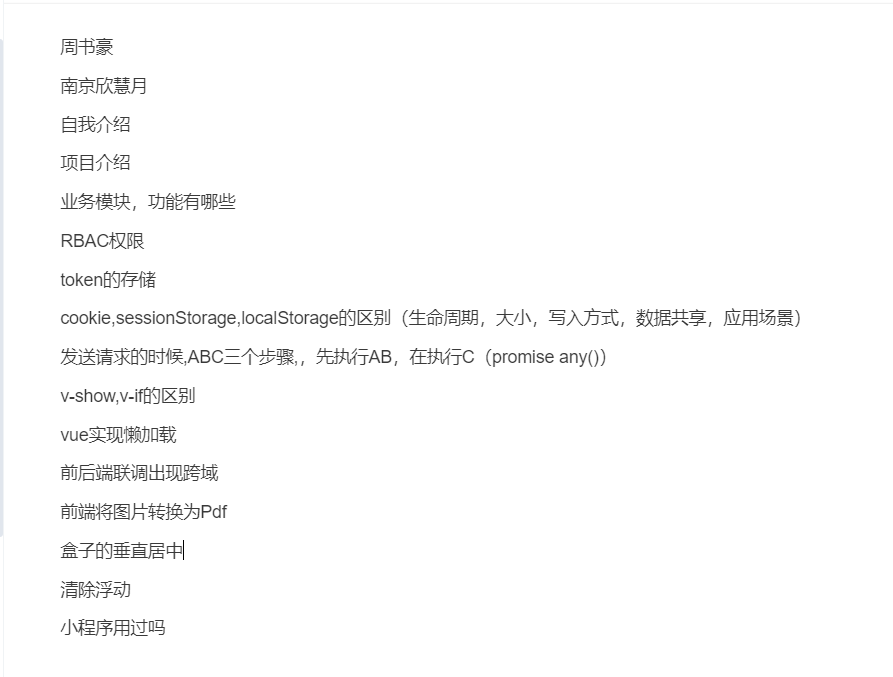 周书豪
南京欣慧月
自我介绍
项目介绍
业务模块，功能有哪些
RBAC权限
token的存储
cookie,sessionStorage,localStorage的区别（生命周期，大小，写入方式，数据共享，应用场景）
发送请求的时候,ABC三个步骤,，先执行AB，在执行C（promise any()）
v-show,v-if的区别
vue实现懒加载
前后端联调出现跨域
前端将图片转换为Pdf
盒子的垂直居中
清除浮动
小程序用过吗